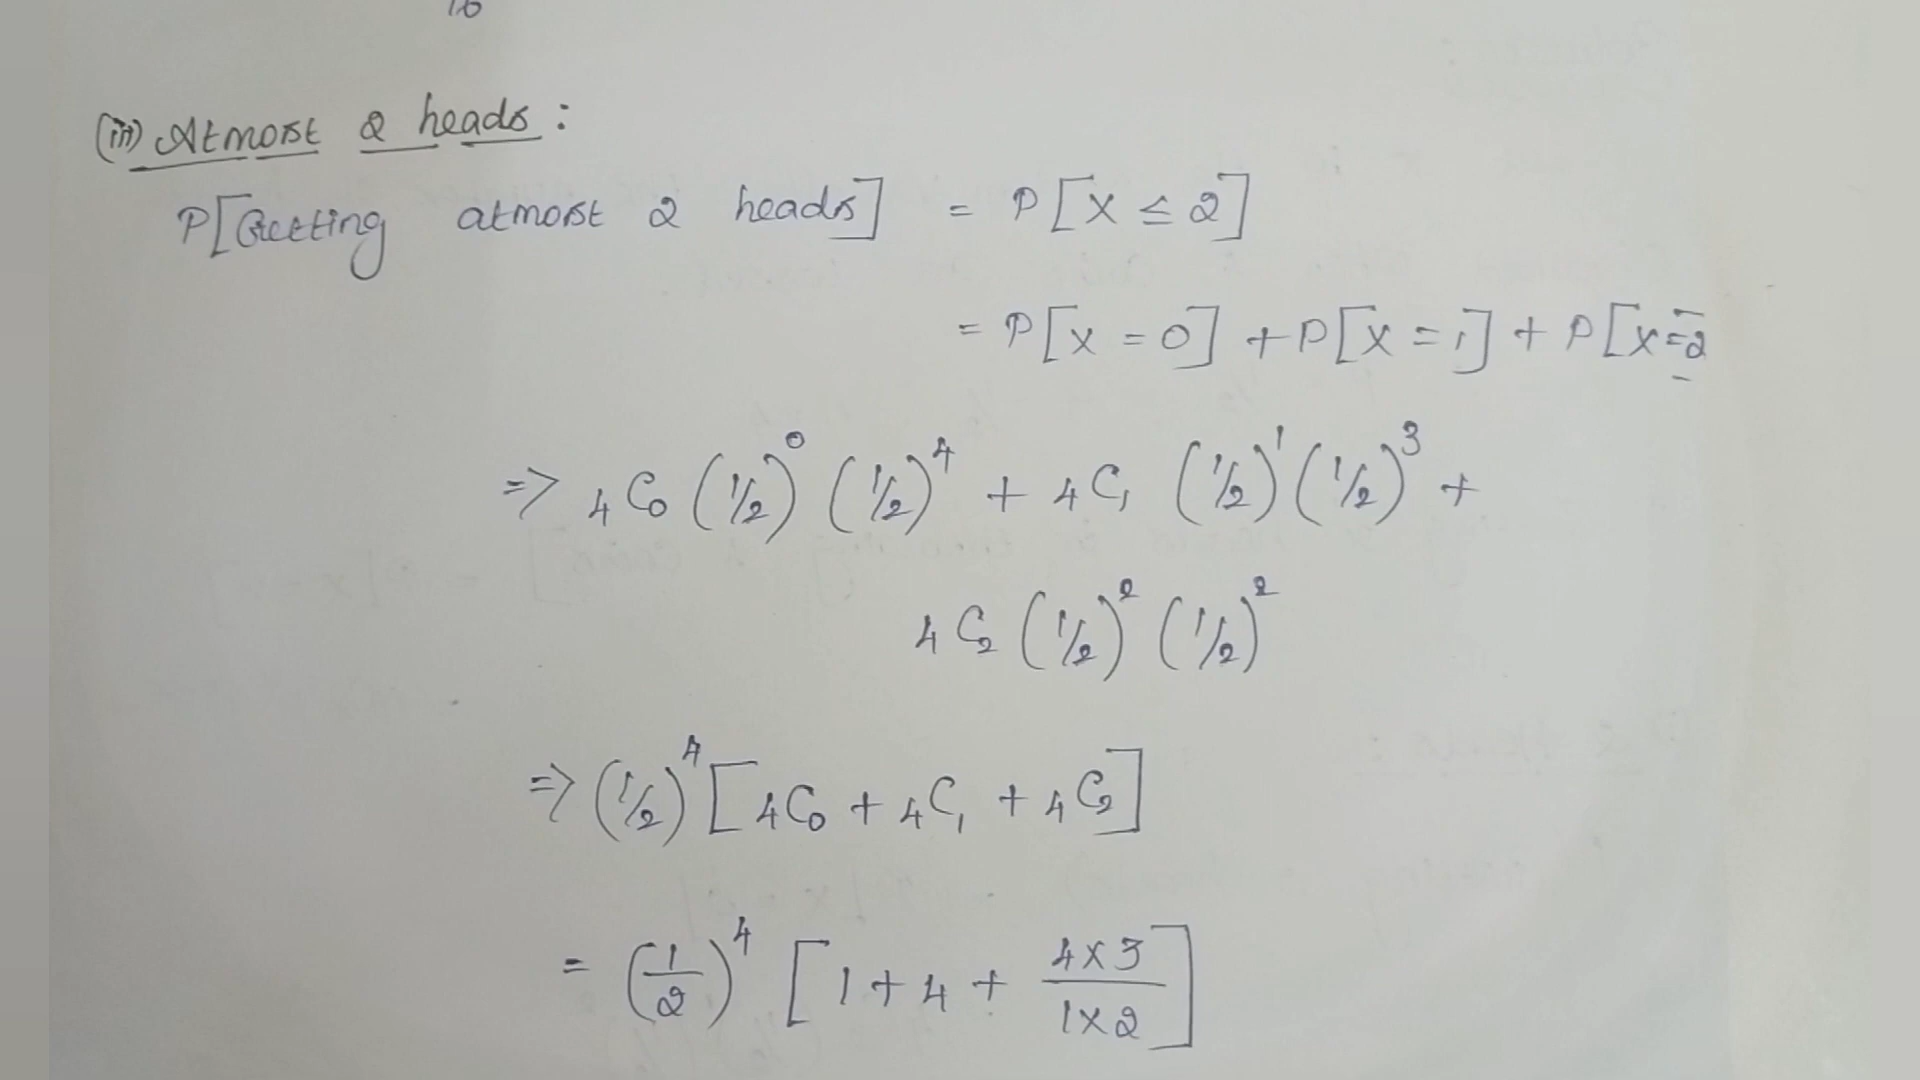 16
(iii) Atmost 2 heads :
P[Getting atmost 2 heads] = P[X ≤ 2]
= P[X = 0] + P[X = 1] + P[X = 2
=> 4C₀ (1/2)⁰ (1/2)⁴ + 4C₁ (1/2)¹ (1/2)³ +
4C₂ (1/2)² (1/2)²
=> (1/2)⁴ [4C₀ + 4C₁ + 4C₂]
= (1/2)⁴ [1 + 4 + 4×3/1×2]